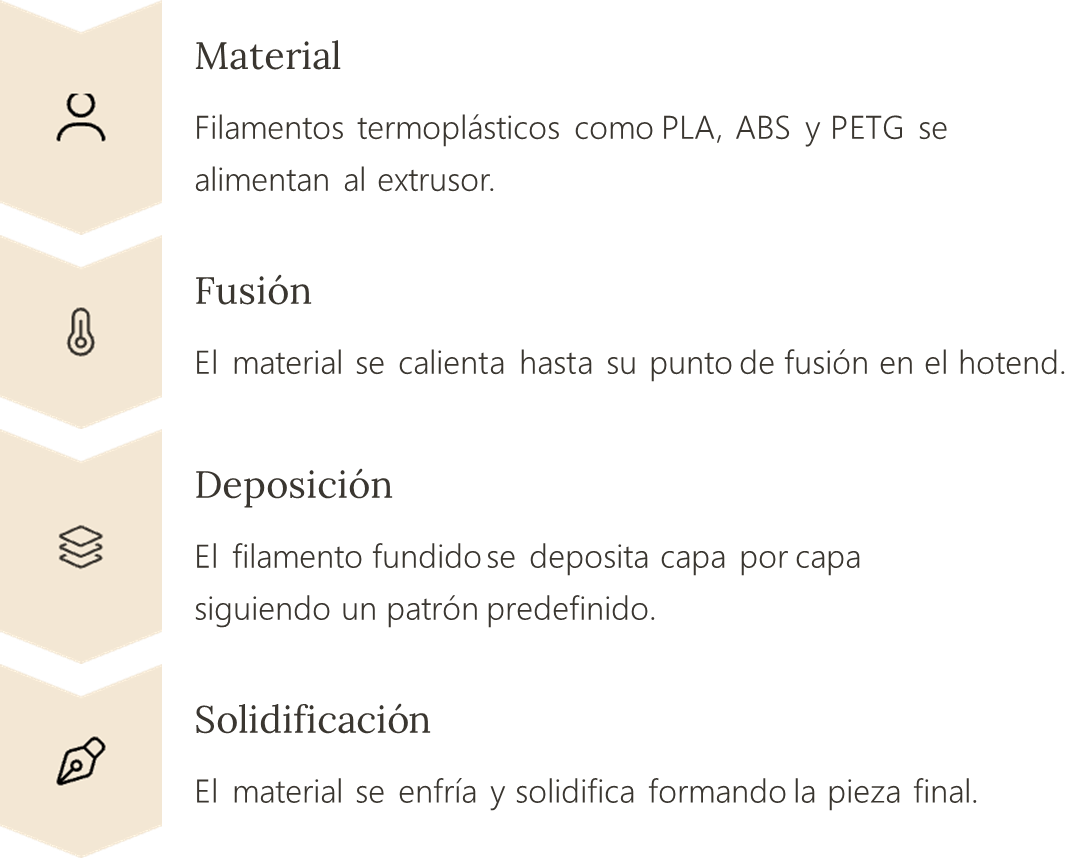 Material
Filamentos termoplásticos como PLA, ABS y PETG se
alimentan al extrusor.
Fusión
El material se calienta hasta su punto de fusión en el hotend.
Deposición
El filamento fundido se deposita capa por capa
siguiendo un patrón predefinido.
Solidificación
El material se enfría y solidifica formando la pieza final.